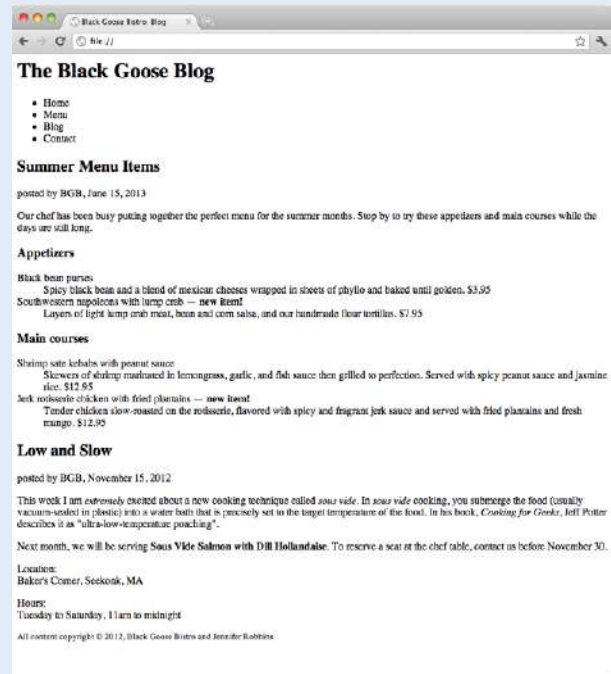 Black Goose Bistro Blog
file://
The Black Goose Blog
• Home
• Menu
• Blog
• Contact
Summer Menu Items
posted by BGB, June 15, 2013
Our chef has been busy putting together the perfect menu for the summer months. Stop by to try these appetizers and main courses while the
days are still long.
Appetizers
Black bean purses
Spicy black bean and a blend of mexican cheeses wrapped in sheets of phyllo and baked until golden. $3.95
Southwestern napoleons with lump crab — new item!
Layers of light lump crab meat, bean and corn salsa, and our handmade flour tortillas. $7.95
Main courses
Shrimp sate kebabs with peanut sauce
Skewers of shrimp marinated in lemongrass, garlic, and fish sauce then grilled to perfection. Served with spicy peanut sauce and jasmine
rice. $12.95
Jerk rotisserie chicken with fried plantains — new item!
Tender chicken slow-roasted on the rotisserie, flavored with spicy and fragrant jerk sauce and served with fried plantains and fresh
mango. $12.95
Low and Slow
posted by BGB, November 15, 2012
This week I am extremely excited about a new cooking technique called sous vide. In sous vide cooking, you submerge the food (usually
vacuum-sealed in plastic) into a water bath that is precisely set to the target temperature of the food. In his book, Cooking for Geeks, Jeff Potter
describes it as "ultra-low-temperature poaching".
Next month, we will be serving Sous Vide Salmon with Dill Hollandaise. To reserve a seat at the chef table, contact us before November 30.
Location:
Baker's Corner, Seekonk, MA
Hours:
Tuesday to Saturday, 11am to midnight
All content copyright © 2012, Black Goose Bistro and Jennifer Robbins